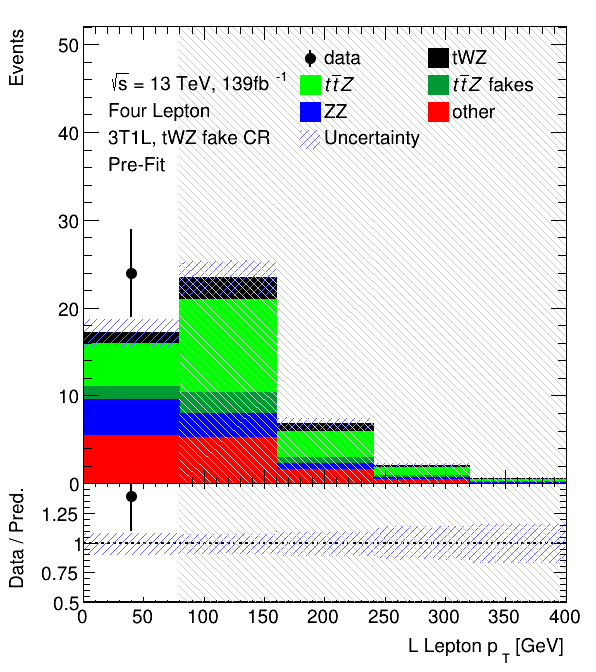 Events
50
40
30
20
10
0
√s = 13 TeV, 139fb⁻¹
Four Lepton
3T1L, tWZ fake CR
Pre-Fit
data
tWZ
tt̄Z
tt̄Z fakes
ZZ
other
Uncertainty
Data / Pred.
1.25
1
0.75
0.5
0 50 100 150 200 250 300 350 400
L Lepton p_T [GeV]